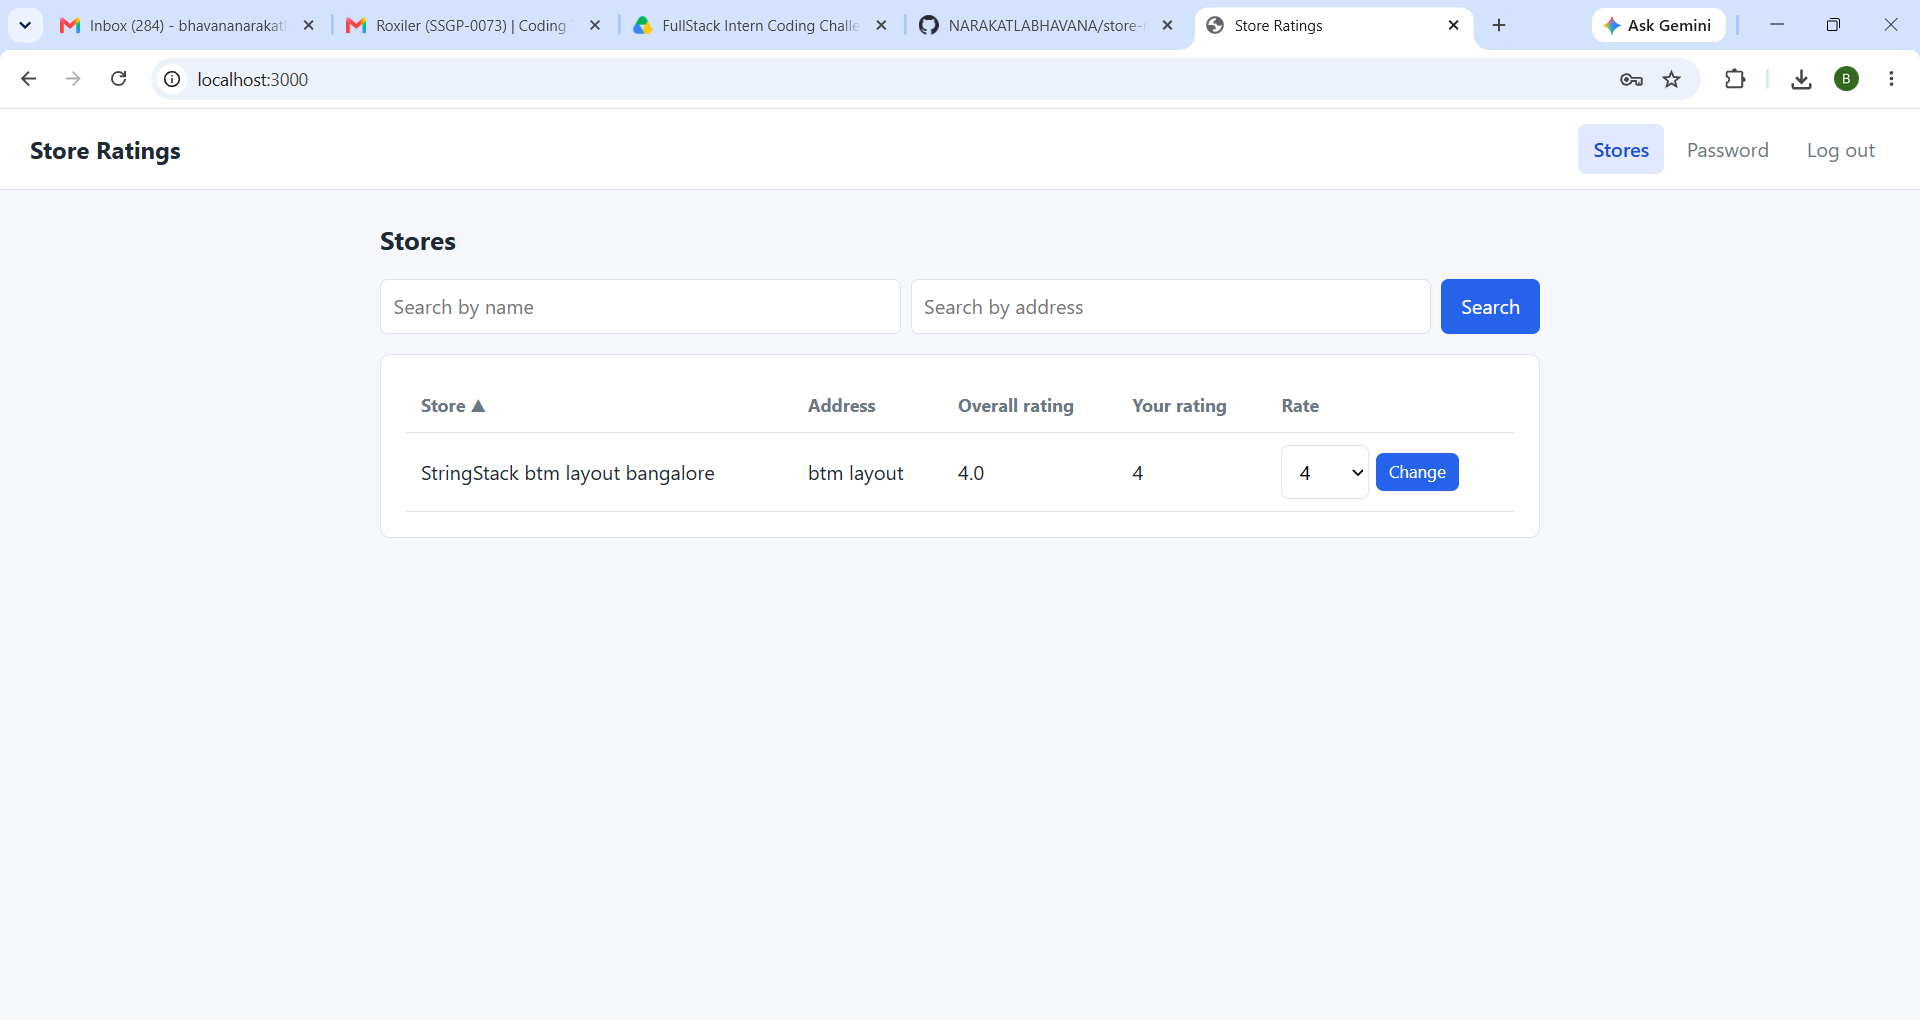 Inbox (284) - bhavananarakatl
Roxiler (SSGP-0073) | Coding T
FullStack Intern Coding Challe
NARAKATLABHAVANA/store-r
Store Ratings
Ask Gemini
localhost:3000
B
Store Ratings
Stores
Password
Log out
Stores
Search by name
Search by address
Search
Store ▲
Address
Overall rating
Your rating
Rate
StringStack btm layout bangalore
btm layout
4.0
4
4
Change